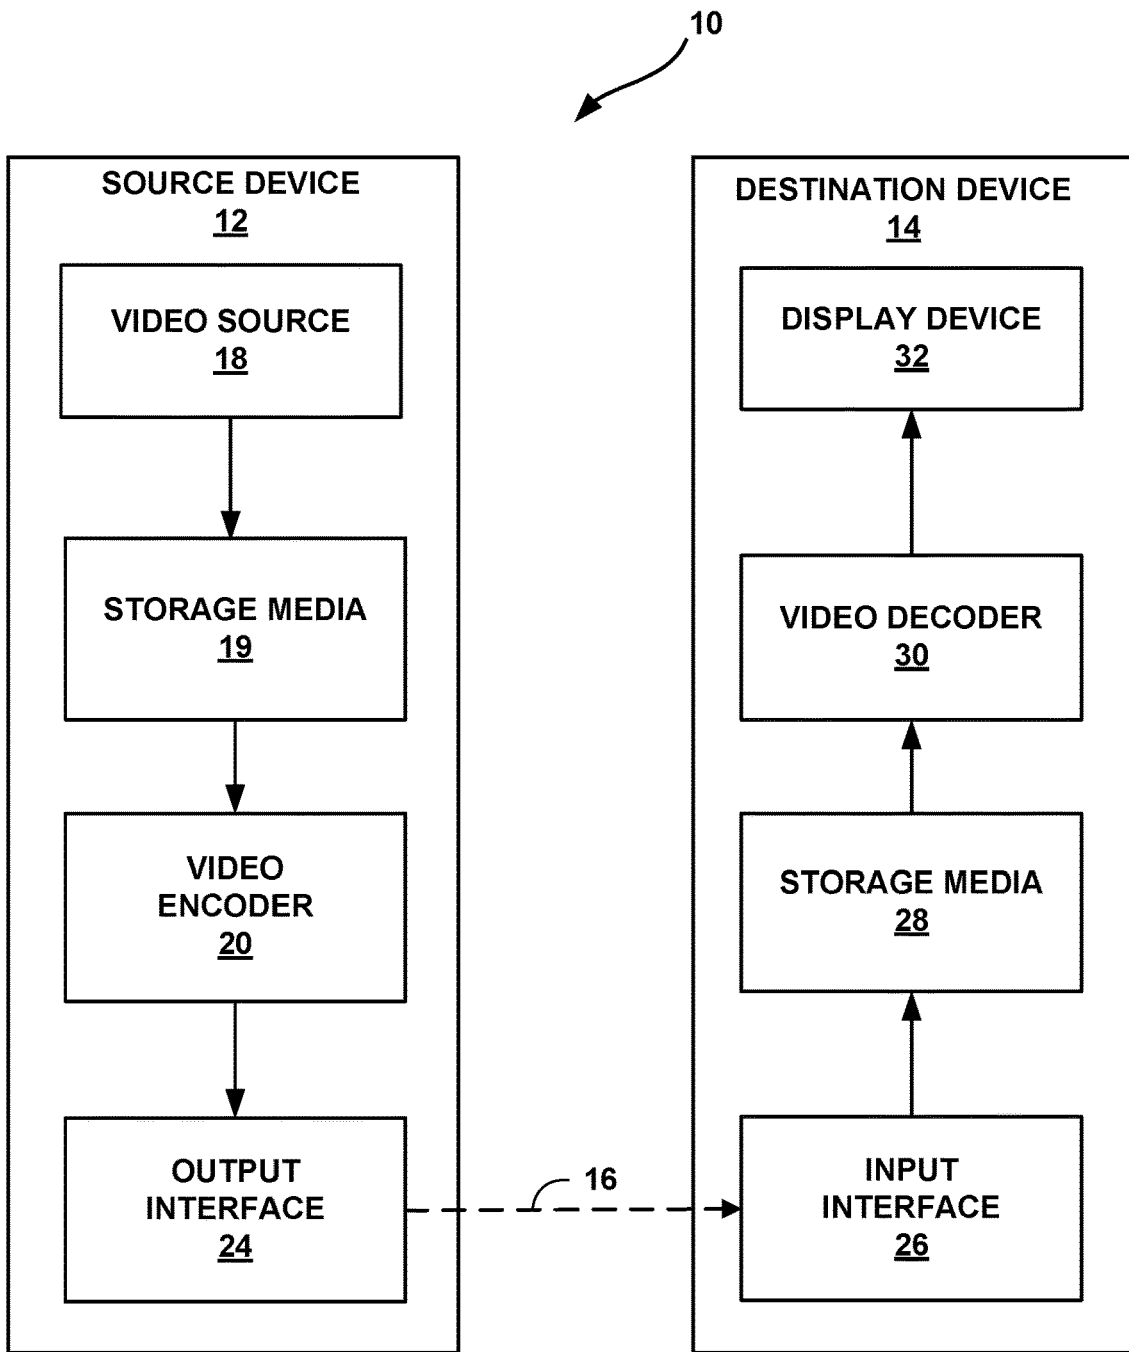 10
SOURCE DEVICE
12
VIDEO SOURCE
18
STORAGE MEDIA
19
VIDEO
ENCODER
20
OUTPUT
INTERFACE
24
16
DESTINATION DEVICE
14
DISPLAY DEVICE
32
VIDEO DECODER
30
STORAGE MEDIA
28
INPUT
INTERFACE
26